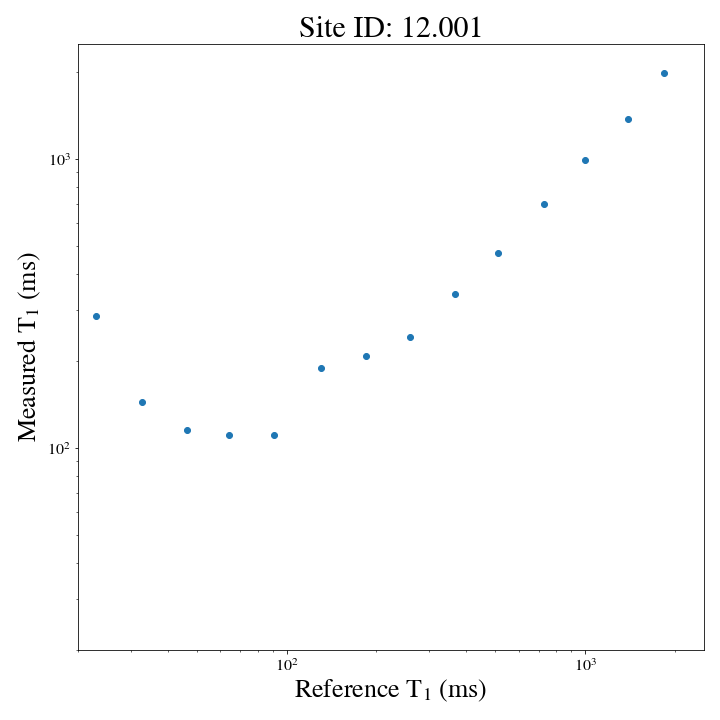 Site ID: 12.001
Measured T₁ (ms)
10³
10²
10²
10³
Reference T₁ (ms)